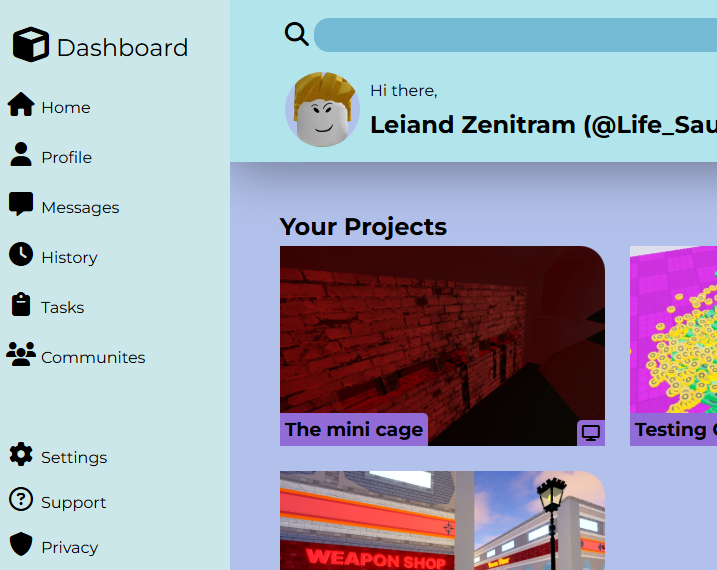 Dashboard
Home
Profile
Messages
History
Tasks
Communites
Settings
Support
Privacy
Hi there,
Leiand Zenitram (@Life_Sau
Your Projects
The mini cage
Testing
WEAPON SHOP